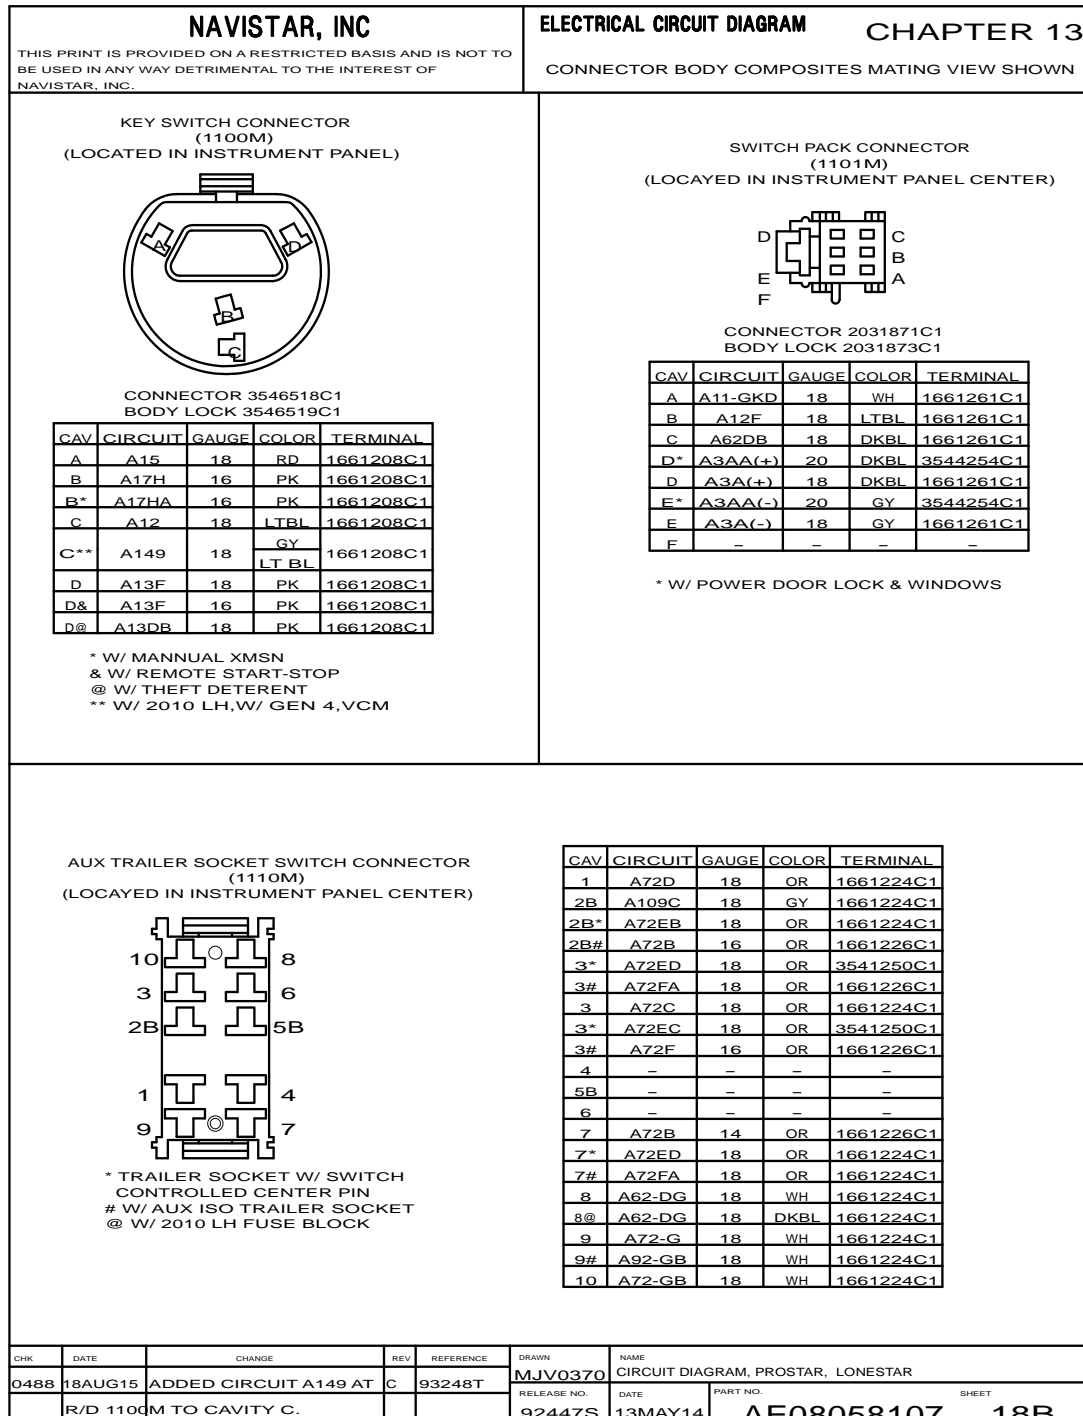 NAVISTAR, INC
THIS PRINT IS PROVIDED ON A RESTRICTED BASIS AND IS NOT TO
BE USED IN ANY WAY DETRIMENTAL TO THE INTEREST OF
NAVISTAR, INC.
ELECTRICAL CIRCUIT DIAGRAM
CHAPTER 13
CONNECTOR BODY COMPOSITES MATING VIEW SHOWN
KEY SWITCH CONNECTOR
(1100M)
(LOCATED IN INSTRUMENT PANEL)
A
D
B
C
CONNECTOR 3546518C1
BODY LOCK 3546519C1
CAV CIRCUIT GAUGE COLOR TERMINAL
A A15 18 RD 1661208C1
B A17H 16 PK 1661208C1
B* A17HA 16 PK 1661208C1
C A12 18 LTBL 1661208C1
C** A149 18 GY LT BL 1661208C1
D A13F 18 PK 1661208C1
D& A13F 16 PK 1661208C1
D@ A13DB 18 PK 1661208C1
* W/ MANNUAL XMSN
& W/ REMOTE START-STOP
@ W/ THEFT DETERENT
** W/ 2010 LH,W/ GEN 4,VCM
SWITCH PACK CONNECTOR
(1101M)
(LOCAYED IN INSTRUMENT PANEL CENTER)
D C
B
E A
F
CONNECTOR 2031871C1
BODY LOCK 2031873C1
CAV CIRCUIT GAUGE COLOR TERMINAL
A A11-GKD 18 WH 1661261C1
B A12F 18 LTBL 1661261C1
C A62DB 18 DKBL 1661261C1
D* A3AA(+) 20 DKBL 3544254C1
D A3A(+) 18 DKBL 1661261C1
E* A3AA(-) 20 GY 3544254C1
E A3A(-) 18 GY 1661261C1
F – – – –
* W/ POWER DOOR LOCK & WINDOWS
AUX TRAILER SOCKET SWITCH CONNECTOR
(1110M)
(LOCAYED IN INSTRUMENT PANEL CENTER)
10 8
3 6
2B 5B
1 4
9 7
* TRAILER SOCKET W/ SWITCH
CONTROLLED CENTER PIN
# W/ AUX ISO TRAILER SOCKET
@ W/ 2010 LH FUSE BLOCK
CAV CIRCUIT GAUGE COLOR TERMINAL
1 A72D 18 OR 1661224C1
2B A109C 18 GY 1661224C1
2B* A72EB 18 OR 1661224C1
2B# A72B 16 OR 1661226C1
3* A72ED 18 OR 3541250C1
3# A72FA 18 OR 1661226C1
3 A72C 18 OR 1661224C1
3* A72EC 18 OR 3541250C1
3# A72F 16 OR 1661226C1
4 – – – –
5B – – – –
6 – – – –
7 A72B 14 OR 1661226C1
7* A72ED 18 OR 1661224C1
7# A72FA 18 OR 1661224C1
8 A62-DG 18 WH 1661224C1
8@ A62-DG 18 DKBL 1661224C1
9 A72-G 18 WH 1661224C1
9# A92-GB 18 WH 1661224C1
10 A72-GB 18 WH 1661224C1
CHK DATE CHANGE REV REFERENCE
0488 18AUG15 ADDED CIRCUIT A149 AT C 93248T
R/D 1100M TO CAVITY C.
DRAWN
MJV0370
NAME
CIRCUIT DIAGRAM, PROSTAR, LONESTAR
RELEASE NO.
92447S
DATE
13MAY14
PART NO.
AE08058107
SHEET
18B